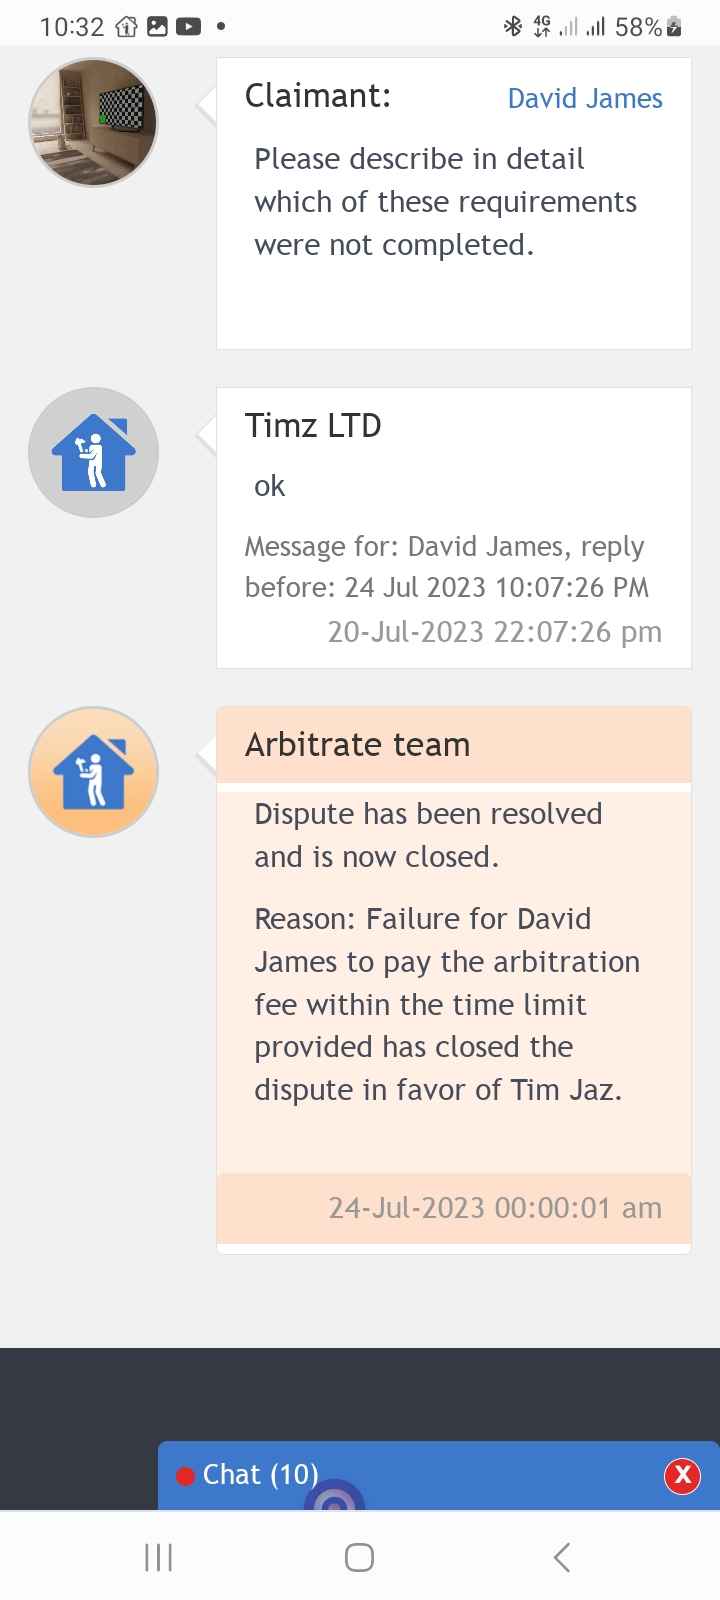 10:32
4G 58%
Claimant: David James
Please describe in detail
which of these requirements
were not completed.
Timz LTD
ok
Message for: David James, reply
before: 24 Jul 2023 10:07:26 PM
20-Jul-2023 22:07:26 pm
Arbitrate team
Dispute has been resolved
and is now closed.
Reason: Failure for David
James to pay the arbitration
fee within the time limit
provided has closed the
dispute in favor of Tim Jaz.
24-Jul-2023 00:00:01 am
Chat (10) X